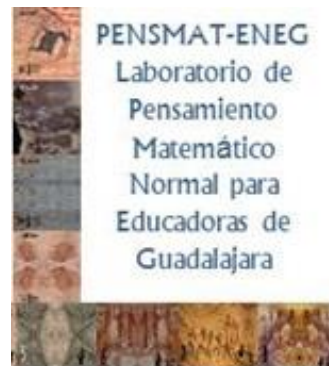 PENSMAT-ENEG
Laboratorio de
Pensamiento
Matemático
Normal para
Educadoras de
Guadalajara